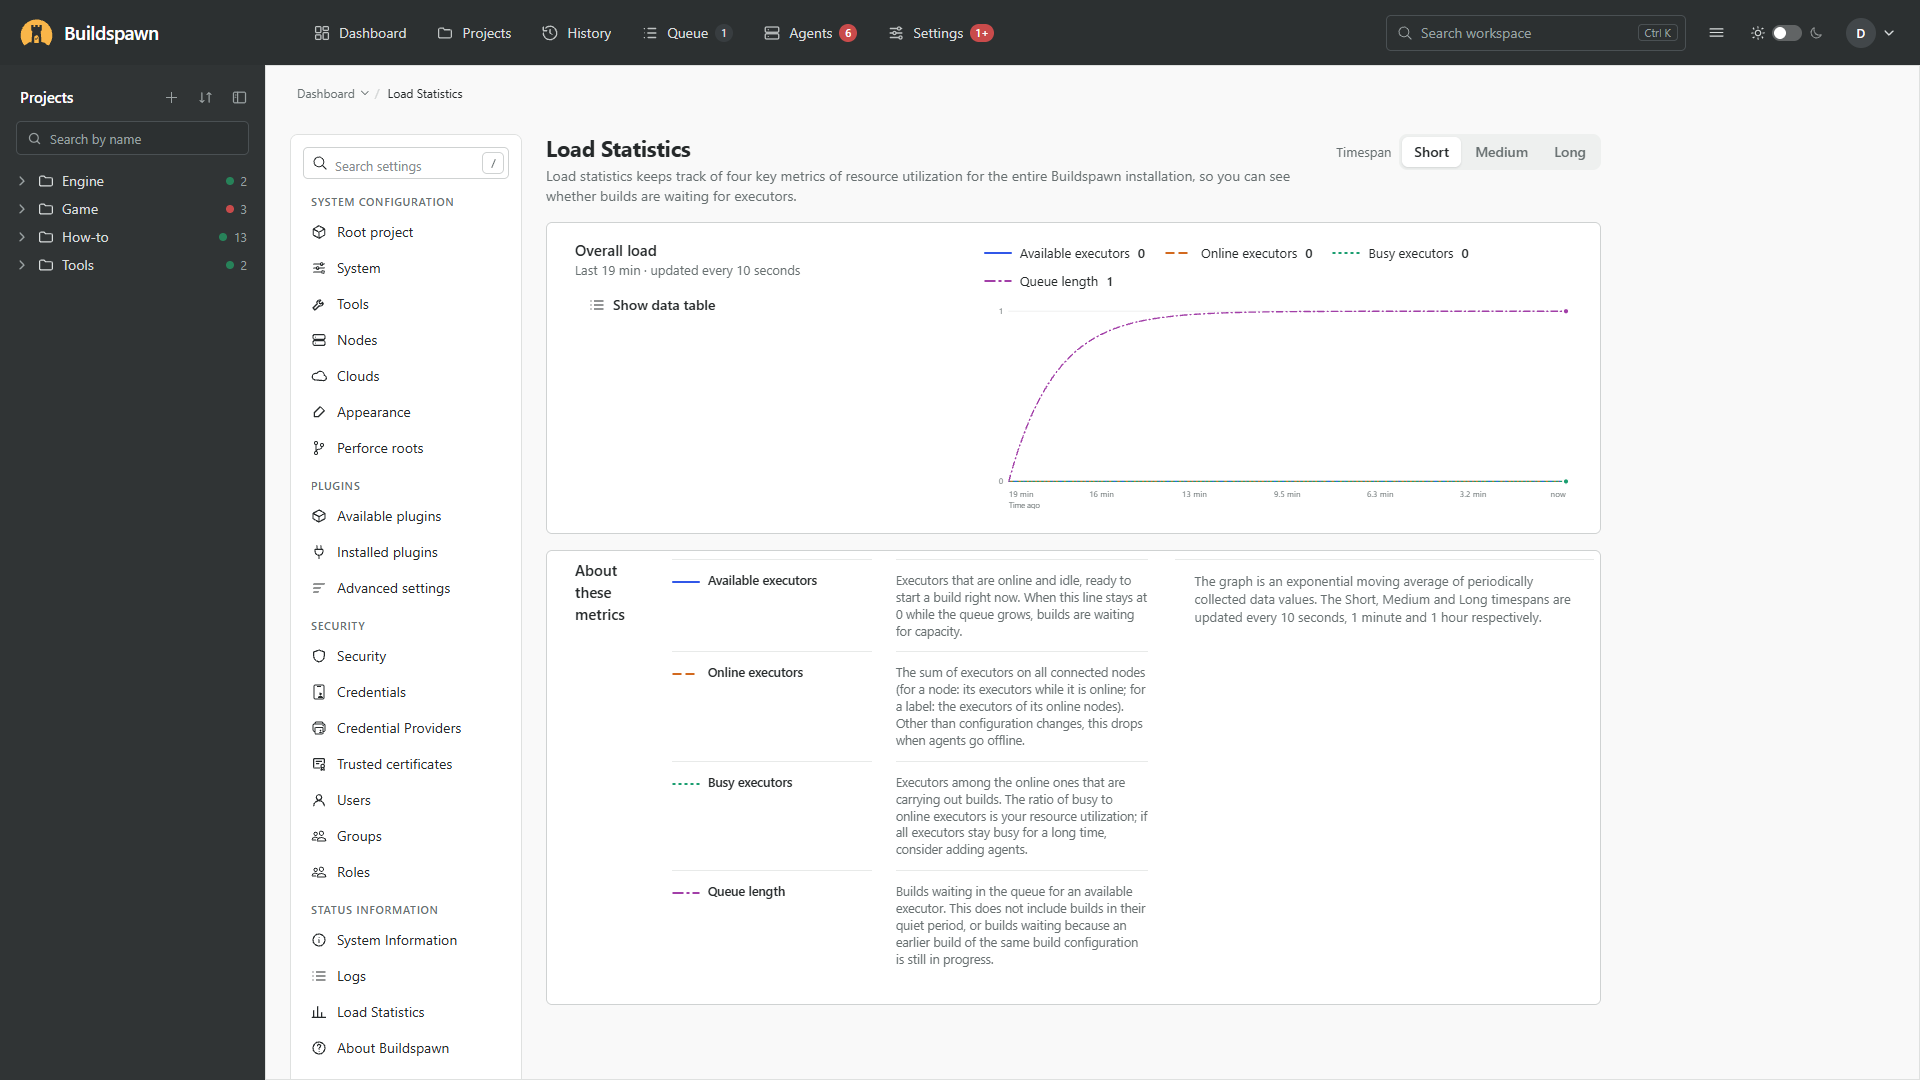 Buildspawn
Dashboard
Projects
History
Queue 1
Agents 6
Settings 1+
Search workspace
Ctrl K
D
Projects
Search by name
Engine 2
Game 3
How-to 13
Tools 2
Dashboard / Load Statistics
Search settings /
SYSTEM CONFIGURATION
Root project
System
Tools
Nodes
Clouds
Appearance
Perforce roots
PLUGINS
Available plugins
Installed plugins
Advanced settings
SECURITY
Security
Credentials
Credential Providers
Trusted certificates
Users
Groups
Roles
STATUS INFORMATION
System Information
Logs
Load Statistics
About Buildspawn
Load Statistics
Load statistics keeps track of four key metrics of resource utilization for the entire Buildspawn installation, so you can see
whether builds are waiting for executors.
Timespan Short Medium Long
Overall load
Last 19 min · updated every 10 seconds
Show data table
Available executors 0
Online executors 0
Busy executors 0
Queue length 1
1
0
19 min 16 min 13 min 9.5 min 6.3 min 3.2 min now
Time ago
About
these
metrics
Available executors
Executors that are online and idle, ready to
start a build right now. When this line stays at
0 while the queue grows, builds are waiting
for capacity.
Online executors
The sum of executors on all connected nodes
(for a node: its executors while it is online; for
a label: the executors of its online nodes).
Other than configuration changes, this drops
when agents go offline.
Busy executors
Executors among the online ones that are
carrying out builds. The ratio of busy to
online executors is your resource utilization; if
all executors stay busy for a long time,
consider adding agents.
Queue length
Builds waiting in the queue for an available
executor. This does not include builds in their
quiet period, or builds waiting because an
earlier build of the same build configuration
is still in progress.
The graph is an exponential moving average of periodically
collected data values. The Short, Medium and Long timespans are
updated every 10 seconds, 1 minute and 1 hour respectively.